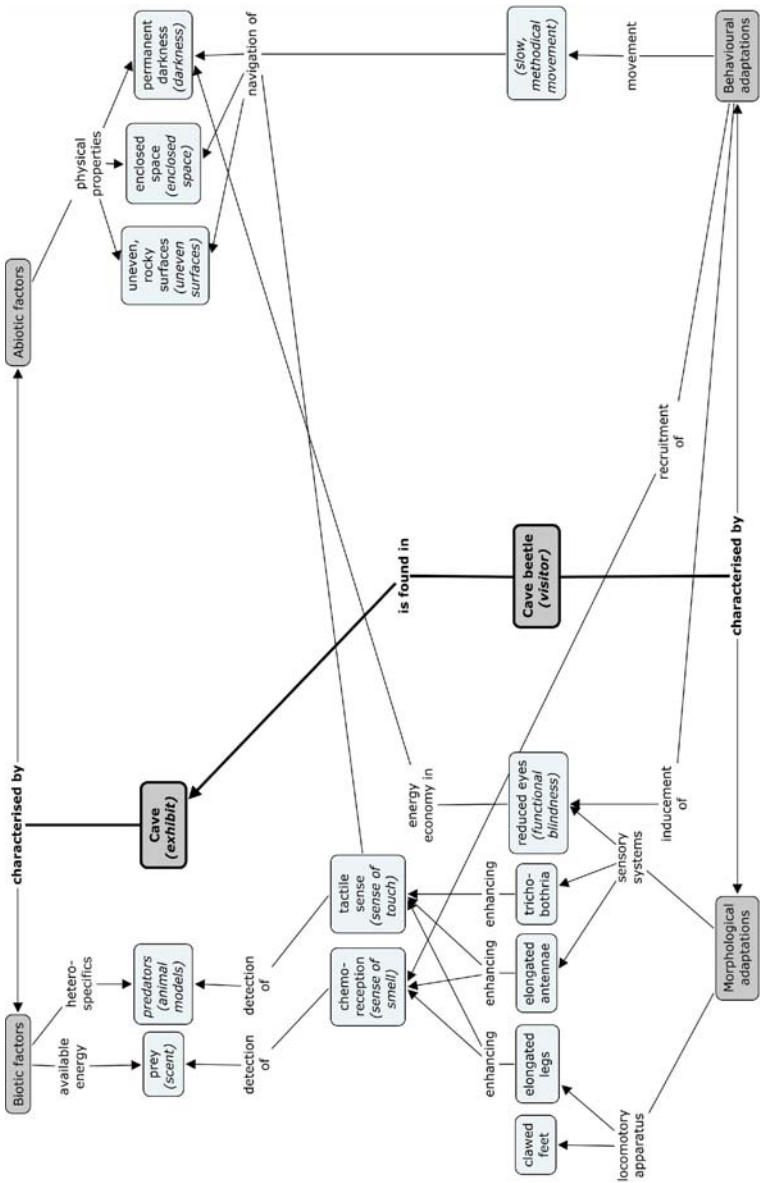 Biotic factors
characterised by
Abiotic factors
available
energy
hetero-
specifics
physical
properties
prey
(scent)
predators
(animal
models)
Cave
(exhibit)
uneven,
rocky
surfaces
(uneven
surfaces)
enclosed
space
(enclosed
space)
permanent
darkness
(darkness)
detection
of
detection
of
navigation of
chemo-
reception
(sense of
smell)
tactile
sense
(sense of
touch)
energy
economy in
is found in
enhancing
enhancing
enhancing
clawed
feet
elongated
legs
elongated
antennae
tricho-
bothria
reduced eyes
(functional
blindness)
Cave beetle
(visitor)
(slow,
methodical
movement)
locomotory
apparatus
sensory
systems
inducement
of
recruitment
of
movement
Morphological
adaptations
characterised by
Behavioural
adaptations